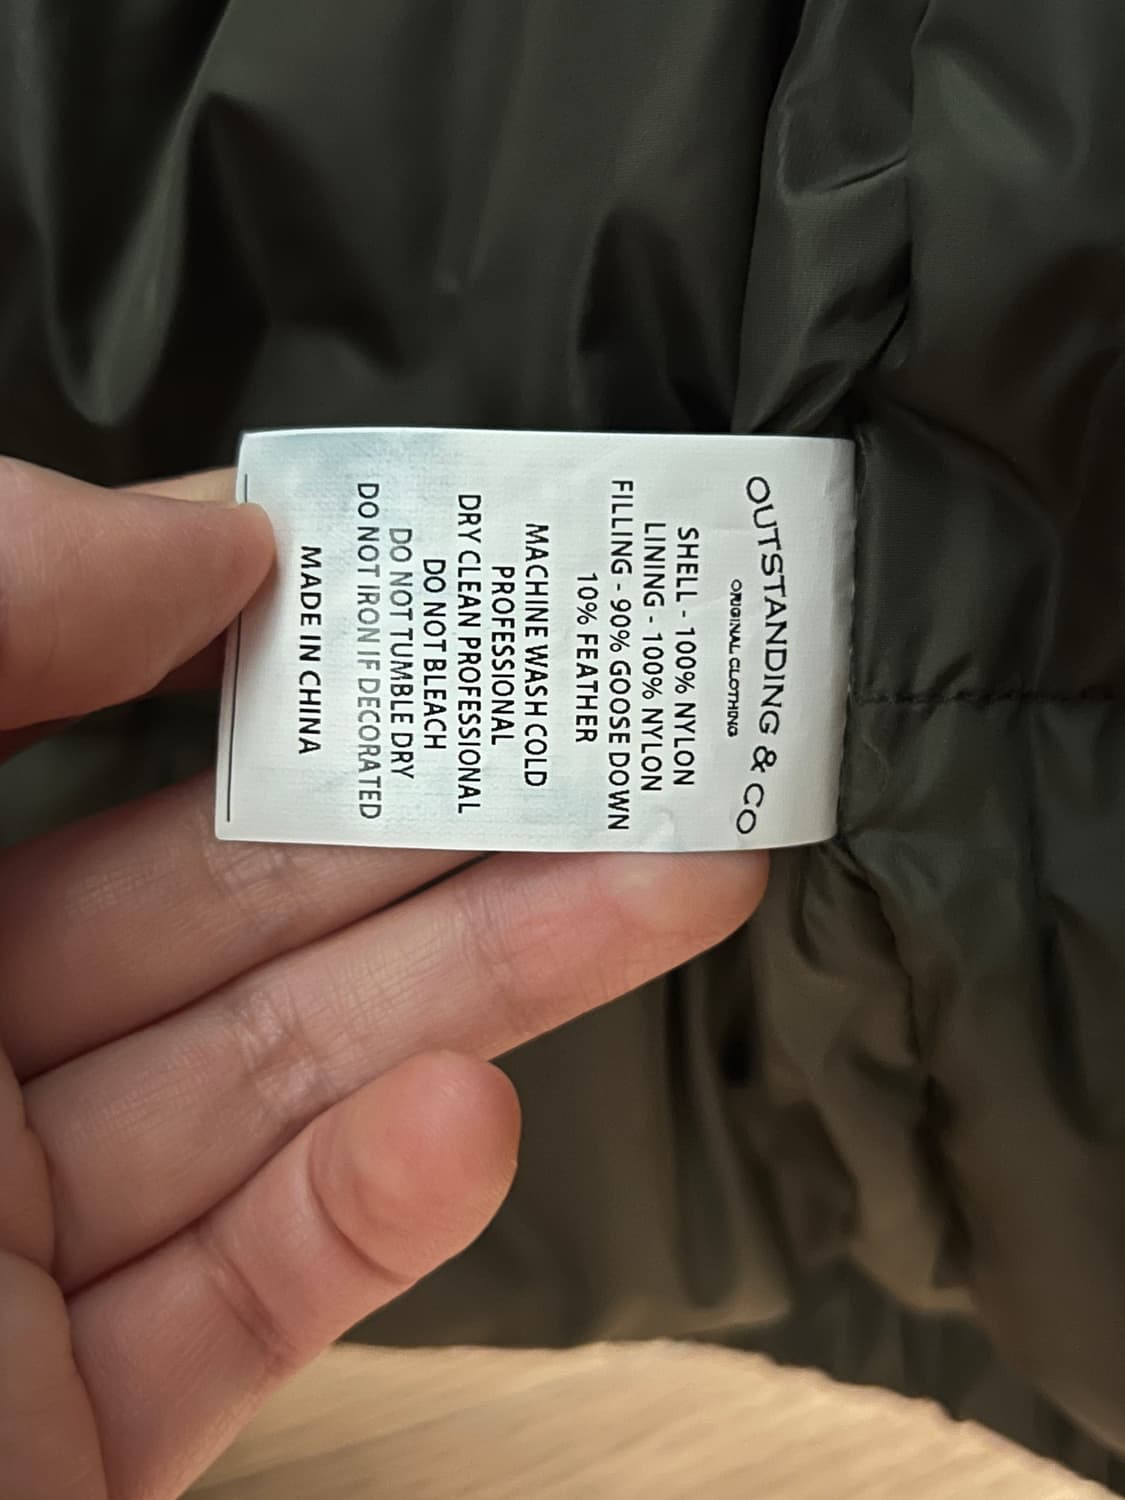 OUTSTANDING & CO
ORIGINAL CLOTHING
SHELL - 100% NYLON
LINING - 100% NYLON
FILLING - 90% GOOSE DOWN
10% FEATHER
MACHINE WASH COLD
PROFESSIONAL
DRY CLEAN PROFESSIONAL
DO NOT BLEACH
DO NOT TUMBLE DRY
DO NOT IRON IF DECORATED
MADE IN CHINA